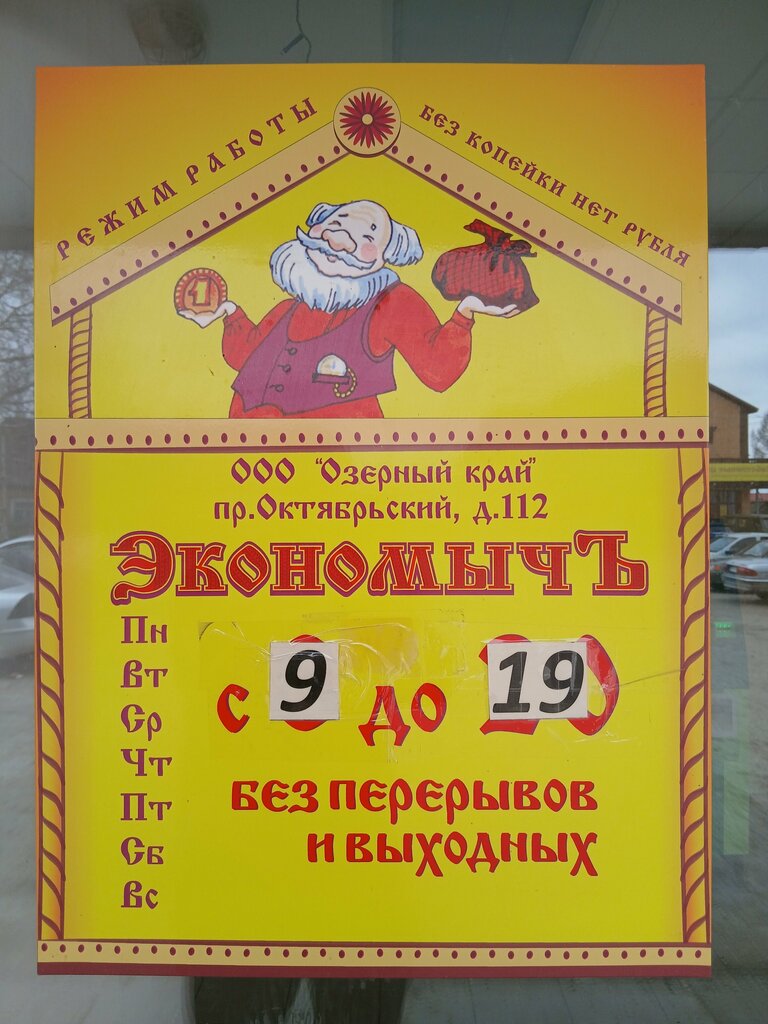 РЕЖИМ РАБОТЫ
БЕЗ КОПЕЙКИ НЕТ РУБЛЯ
1
ООО "Озерный край"
пр.Октябрьский, д.112
ЭКОНОМЫЧЪ
Пн
Вт
Ср
Чт
Пт
Сб
Вс
с 9 до 19
БЕЗ ПЕРЕРЫВОВ
И ВЫХОДНЫХ